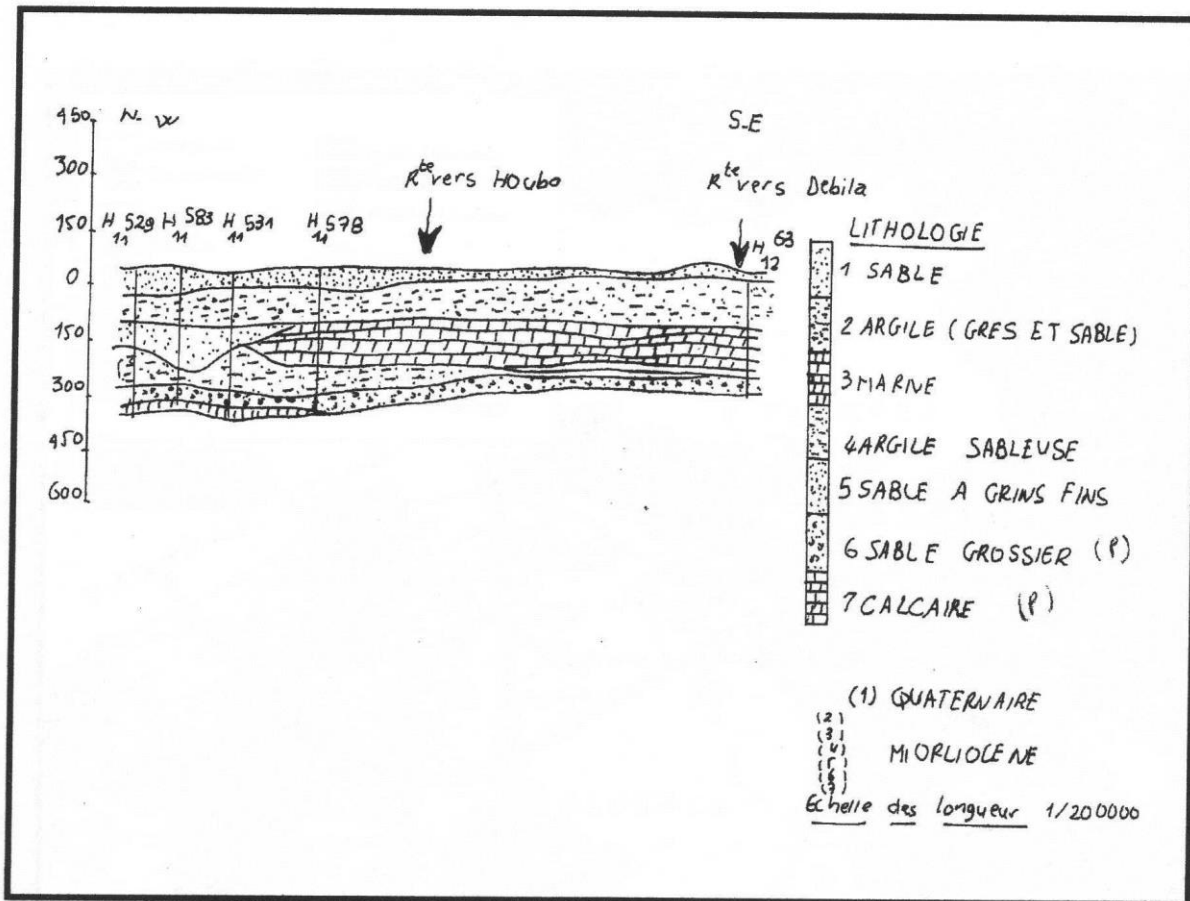 450
N-W
S-E
300
Rte vers Houbo
Rte vers Debila
150
H 529
11
H 583
11
H 531
11
H 578
11
H 63
12
0
150
300
450
600
LITHOLOGIE
1 SABLE
2 ARGILE (GRES ET SABLE)
3 MARNE
4 ARGILE SABLEUSE
5 SABLE A GRINS FINS
6 SABLE GROSSIER (P)
7 CALCAIRE (P)
(1) QUATERNAIRE
(2)
(3)
(4)
(5)
(6)
(7)
MIORLIOCENE
Echelle des longueur 1/200000